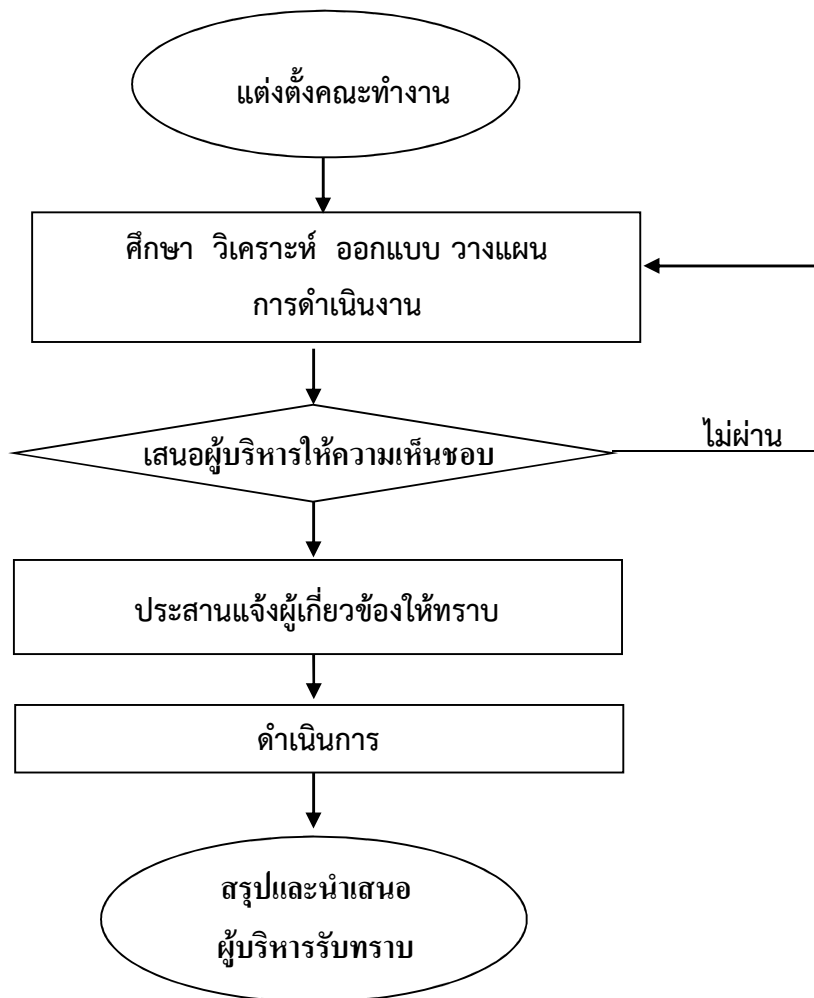 แต่งตั้งคณะทำงาน
ศึกษา วิเคราะห์ ออกแบบ วางแผน
การดำเนินงาน
เสนอผู้บริหารให้ความเห็นชอบ
ไม่ผ่าน
ประสานแจ้งผู้เกี่ยวข้องให้ทราบ
ดำเนินการ
สรุปและนำเสนอ
ผู้บริหารรับทราบ